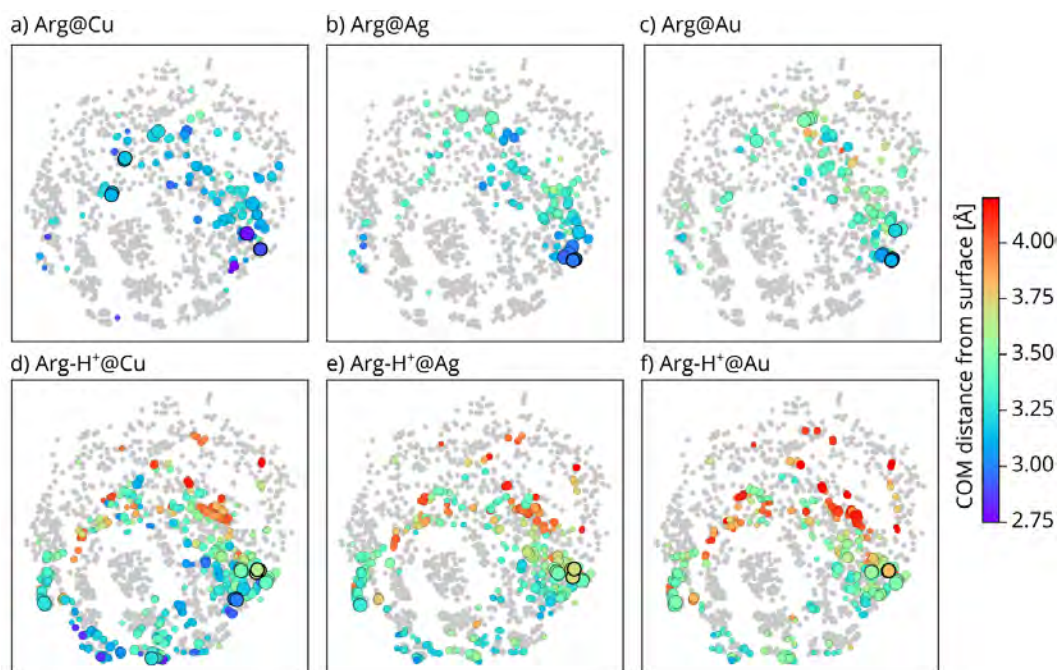 a) Arg@Cu
b) Arg@Ag
c) Arg@Au
d) Arg-H⁺@Cu
e) Arg-H⁺@Ag
f) Arg-H⁺@Au
COM distance from surface [Å]
4.00
3.75
3.50
3.25
3.00
2.75